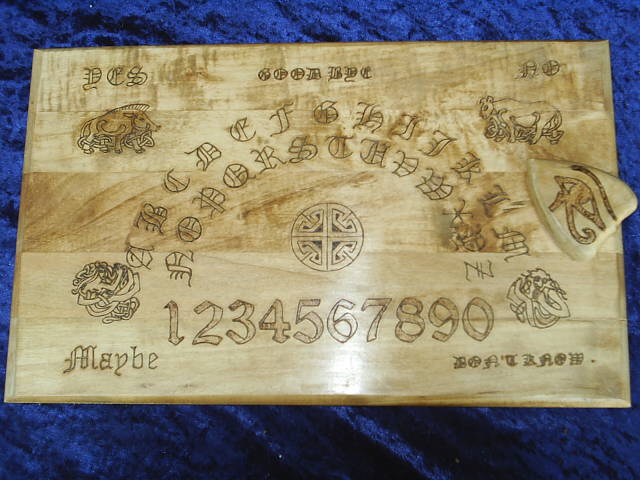 YES GOOD BYE NO
A B C D E F G H I J K L M
N O P Q R S T U V W X Y Z
1234567890
Maybe DON'T KNOW.